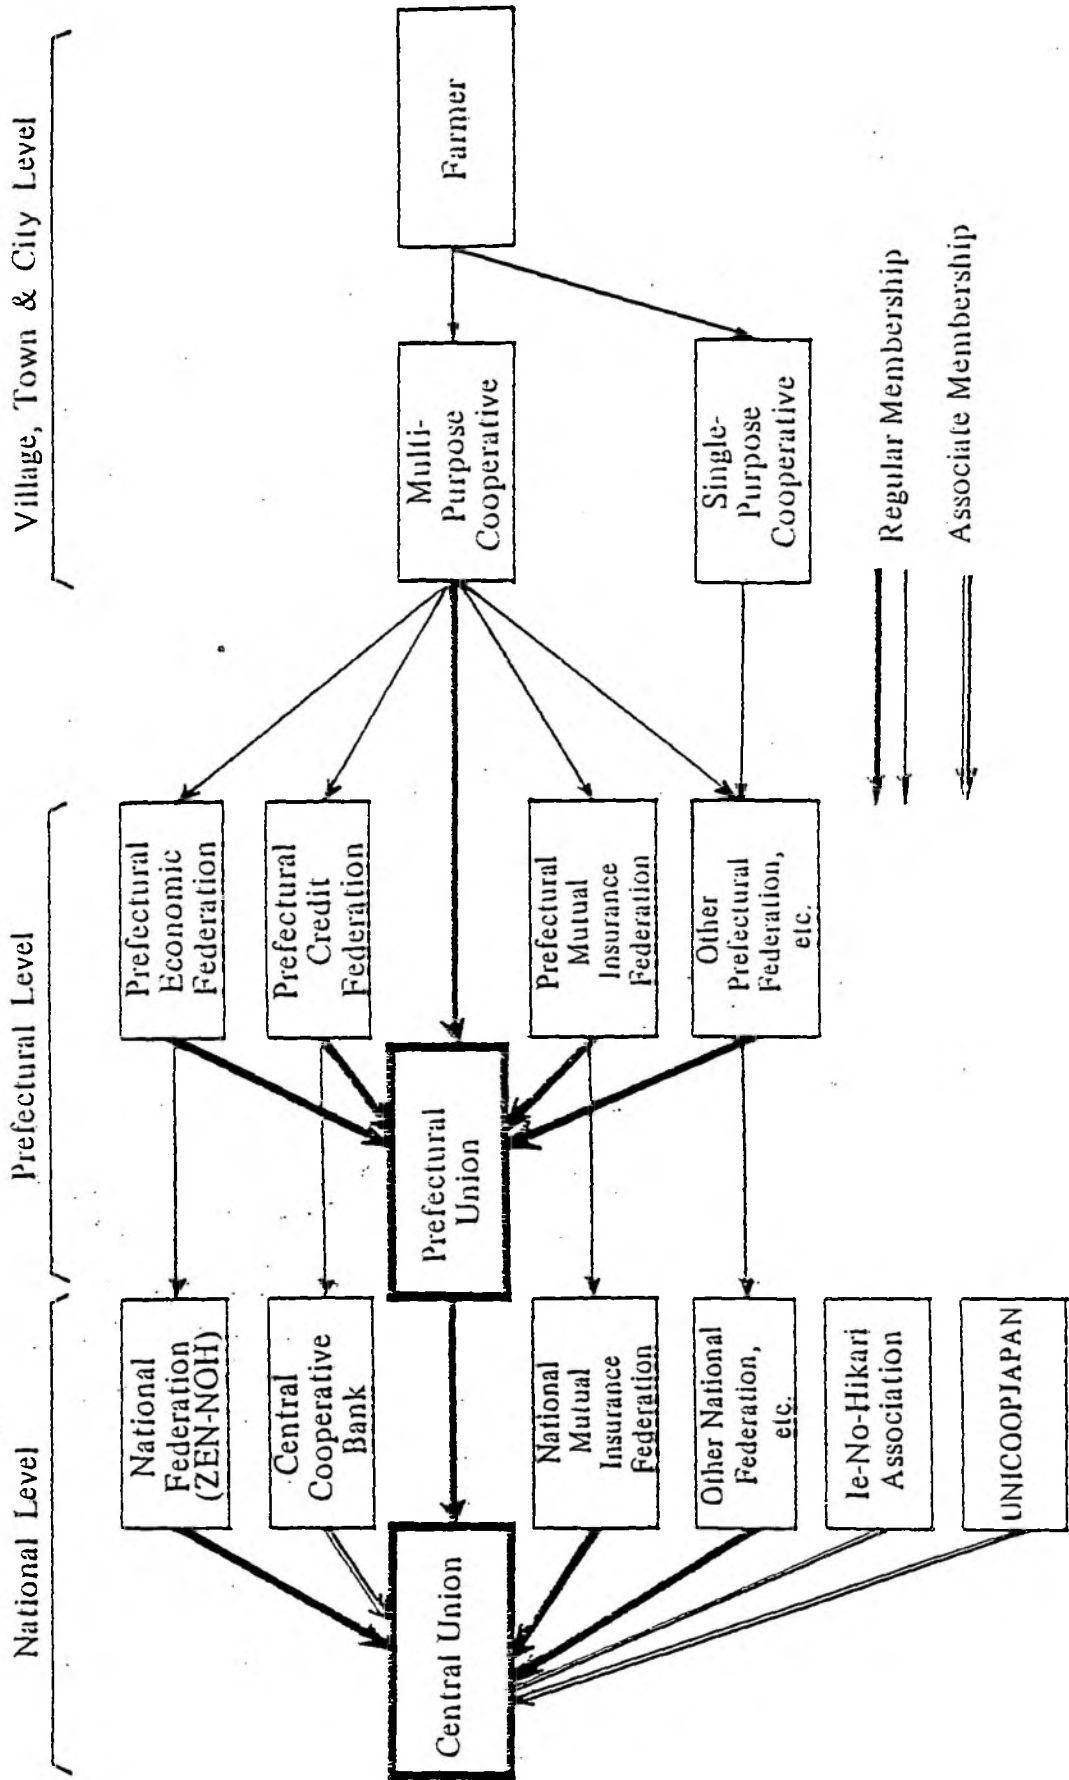 National Level
Prefectural Level
Village, Town & City Level
National
Federation
(ZEN-NOH)
Prefectural
Economic
Federation
Central
Cooperative
Bank
Prefectural
Credit
Federation
Central Union
Prefectural
Union
Multi-
Purpose
Cooperative
Farmer
National
Mutual
Insurance
Federation
Prefectural
Mutual
Insurance
Federation
Other National
Federation,
etc.
Other
Prefectural
Federation,
etc.
Single-
Purpose
Cooperative
Ie-No-Hikari
Association
UNICOOPJAPAN
Regular Membership
Associate Membership